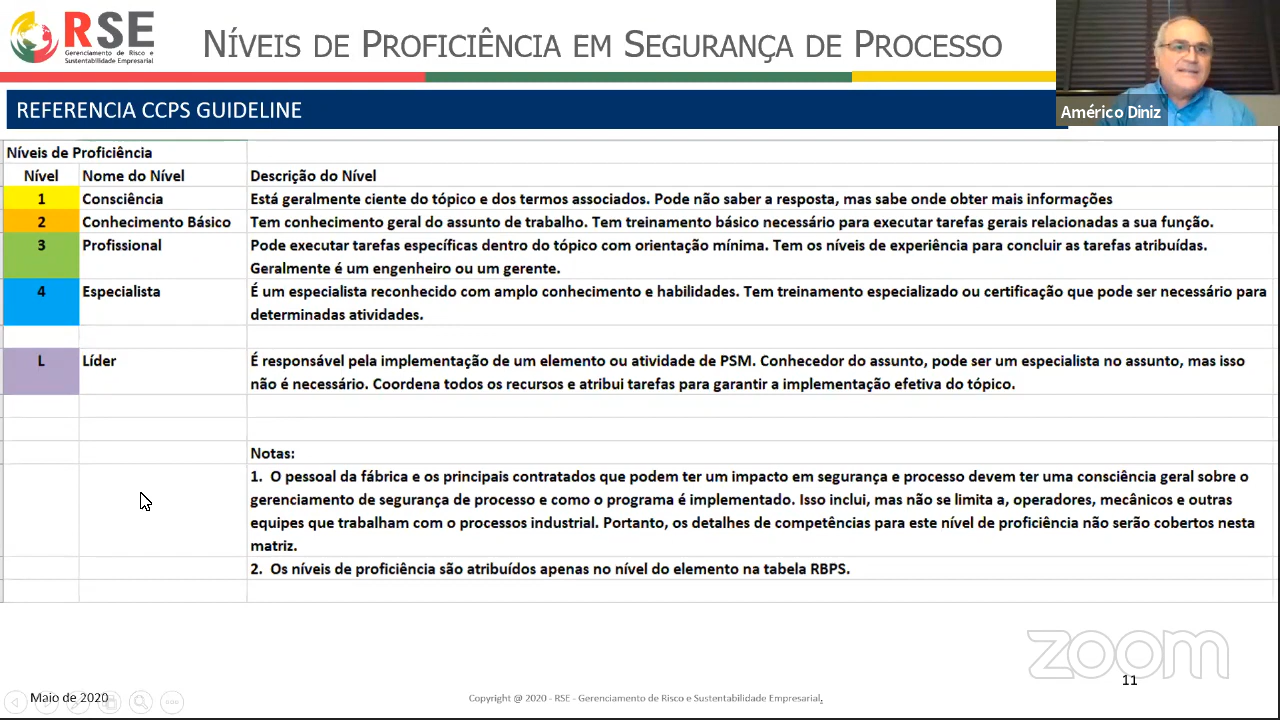 RSE
Gerenciamento de Risco e
Sustentabilidade Empresarial
NÍVEIS DE PROFICIÊNCIA EM SEGURANÇA DE PROCESSO
Américo Diniz
REFERENCIA CCPS GUIDELINE
Níveis de Proficiência
Nível Nome do Nível Descrição do Nível
1 Consciência Está geralmente ciente do tópico e dos termos associados. Pode não saber a resposta, mas sabe onde obter mais informações
2 Conhecimento Básico Tem conhecimento geral do assunto de trabalho. Tem treinamento básico necessário para executar tarefas gerais relacionadas a sua função.
3 Profissional Pode executar tarefas específicas dentro do tópico com orientação mínima. Tem os níveis de experiência para concluir as tarefas atribuídas.
Geralmente é um engenheiro ou um gerente.
4 Especialista É um especialista reconhecido com amplo conhecimento e habilidades. Tem treinamento especializado ou certificação que pode ser necessário para
determinadas atividades.
L Líder É responsável pela implementação de um elemento ou atividade de PSM. Conhecedor do assunto, pode ser um especialista no assunto, mas isso
não é necessário. Coordena todos os recursos e atribui tarefas para garantir a implementação efetiva do tópico.
Notas:
1. O pessoal da fábrica e os principais contratados que podem ter um impacto em segurança e processo devem ter uma consciência geral sobre o
gerenciamento de segurança de processo e como o programa é implementado. Isso inclui, mas não se limita a, operadores, mecânicos e outras
equipes que trabalham com o processos industrial. Portanto, os detalhes de competências para este nível de proficiência não serão cobertos nesta
matriz.
2. Os níveis de proficiência são atribuídos apenas no nível do elemento na tabela RBPS.
zoom
11
Maio de 2020
Copyright @ 2020 - RSE - Gerenciamento de Risco e Sustentabilidade Empresarial.